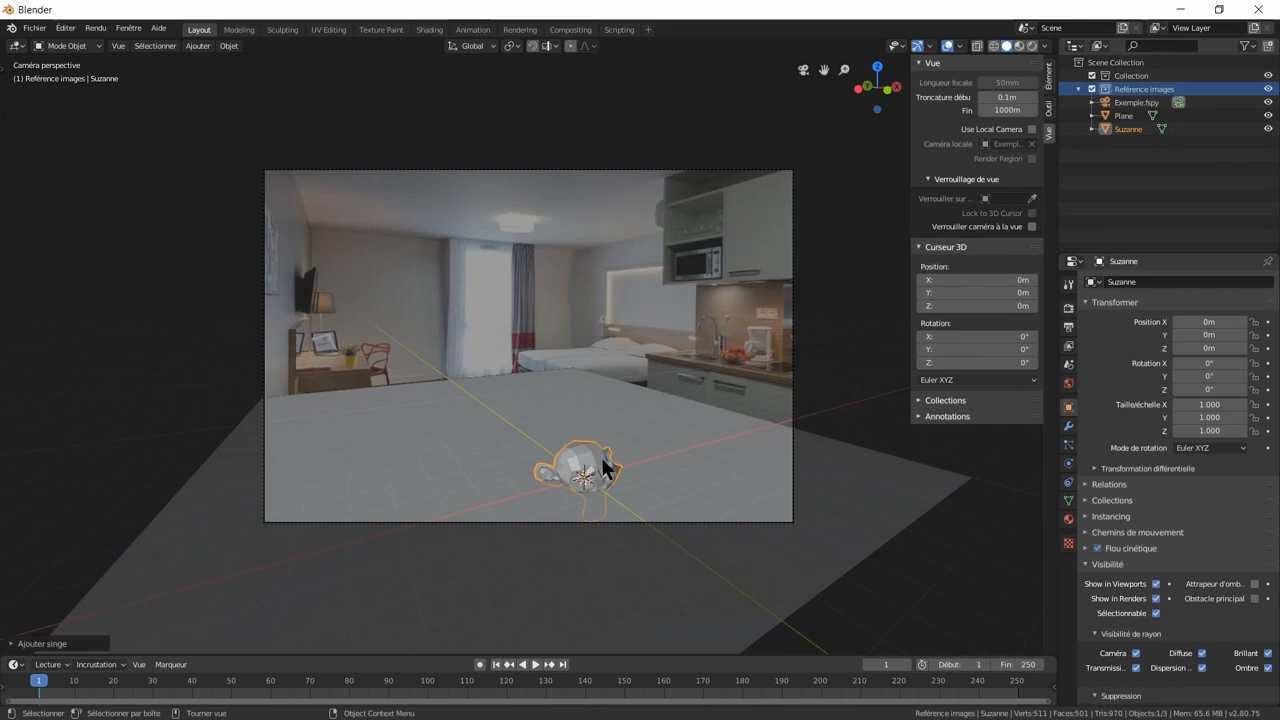 Blender
Fichier Éditer Rendu Fenêtre Aide
Layout Modeling Sculpting UV Editing Texture Paint Shading Animation Rendering Compositing Scripting +
Scene
View Layer
Mode Objet Vue Sélectionner Ajouter Objet
Global
Caméra perspective
(1) Reférence images | Suzanne
Z
Y
X
Vue
Longueur focale 50mm
Troncature débu 0.1m
Fin 1000m
Use Local Camera
Caméra locale Exempl..
Render Region
Verrouillage de vue
Verrouiller sur ..
Lock to 3D Cursor
Verrouiller caméra à la vue
Curseur 3D
Position:
X: 0m
Y: 0m
Z: 0m
Rotation:
X: 0°
Y: 0°
Z: 0°
Euler XYZ
Collections
Annotations
Élément
Outil
Vue
Scene Collection
Collection
Reférence images
Exemple.fspy
Plane
Suzanne
Suzanne
Suzanne
Transformer
Position X 0m
Y 0m
Z 0m
Rotation X 0°
Y 0°
Z 0°
Taille/échelle X 1.000
Y 1.000
Z 1.000
Mode de rotation Euler XYZ
Transformation différentielle
Relations
Collections
Instancing
Chemins de mouvement
Flou cinétique
Visibilité
Show in Viewports Attrapeur d'omb..
Show in Renders Obstacle principal
Sélectionnable
Visibilité de rayon
Caméra Diffuse Brillant
Transmissi.. Dispersion .. Ombre
Suppression
Ajouter singe
Lecture Incrustation Vue Marqueur
1
Début: 1 Fin: 250
1 10 20 30 40 50 60 70 80 90 100 110 120 130 140 150 160 170 180 190 200 210 220 230 240 250
Sélectionner Sélectionner par boîte Tourner vue Object Context Menu
Reférence images | Suzanne | Verts:511 | Faces:501 | Tris:970 | Objects:1/3 | Mem: 65.6 MB | v2.80.75